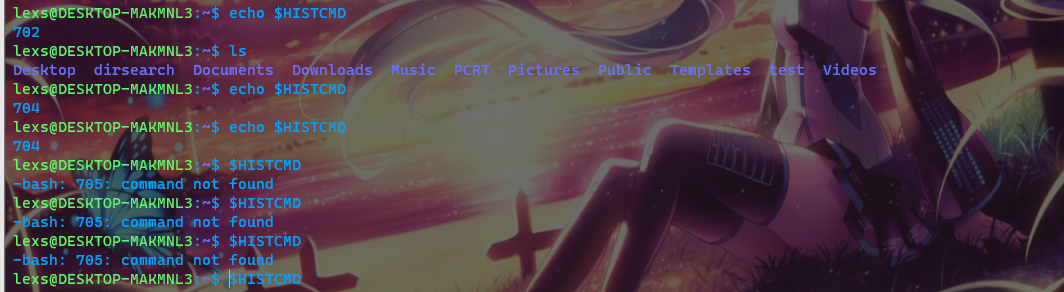 lexs@DESKTOP-MAKMNL3:~$ echo $HISTCMD
702
lexs@DESKTOP-MAKMNL3:~$ ls
Desktop  dirsearch  Documents  Downloads  Music  PCRT  Pictures  Public  Templates  test  Videos
lexs@DESKTOP-MAKMNL3:~$ echo $HISTCMD
704
lexs@DESKTOP-MAKMNL3:~$ echo $HISTCMD
704
lexs@DESKTOP-MAKMNL3:~$ $HISTCMD
-bash: 705: command not found
lexs@DESKTOP-MAKMNL3:~$ $HISTCMD
-bash: 705: command not found
lexs@DESKTOP-MAKMNL3:~$ $HISTCMD
-bash: 705: command not found
lexs@DESKTOP-MAKMNL3:~$ $HISTCMD